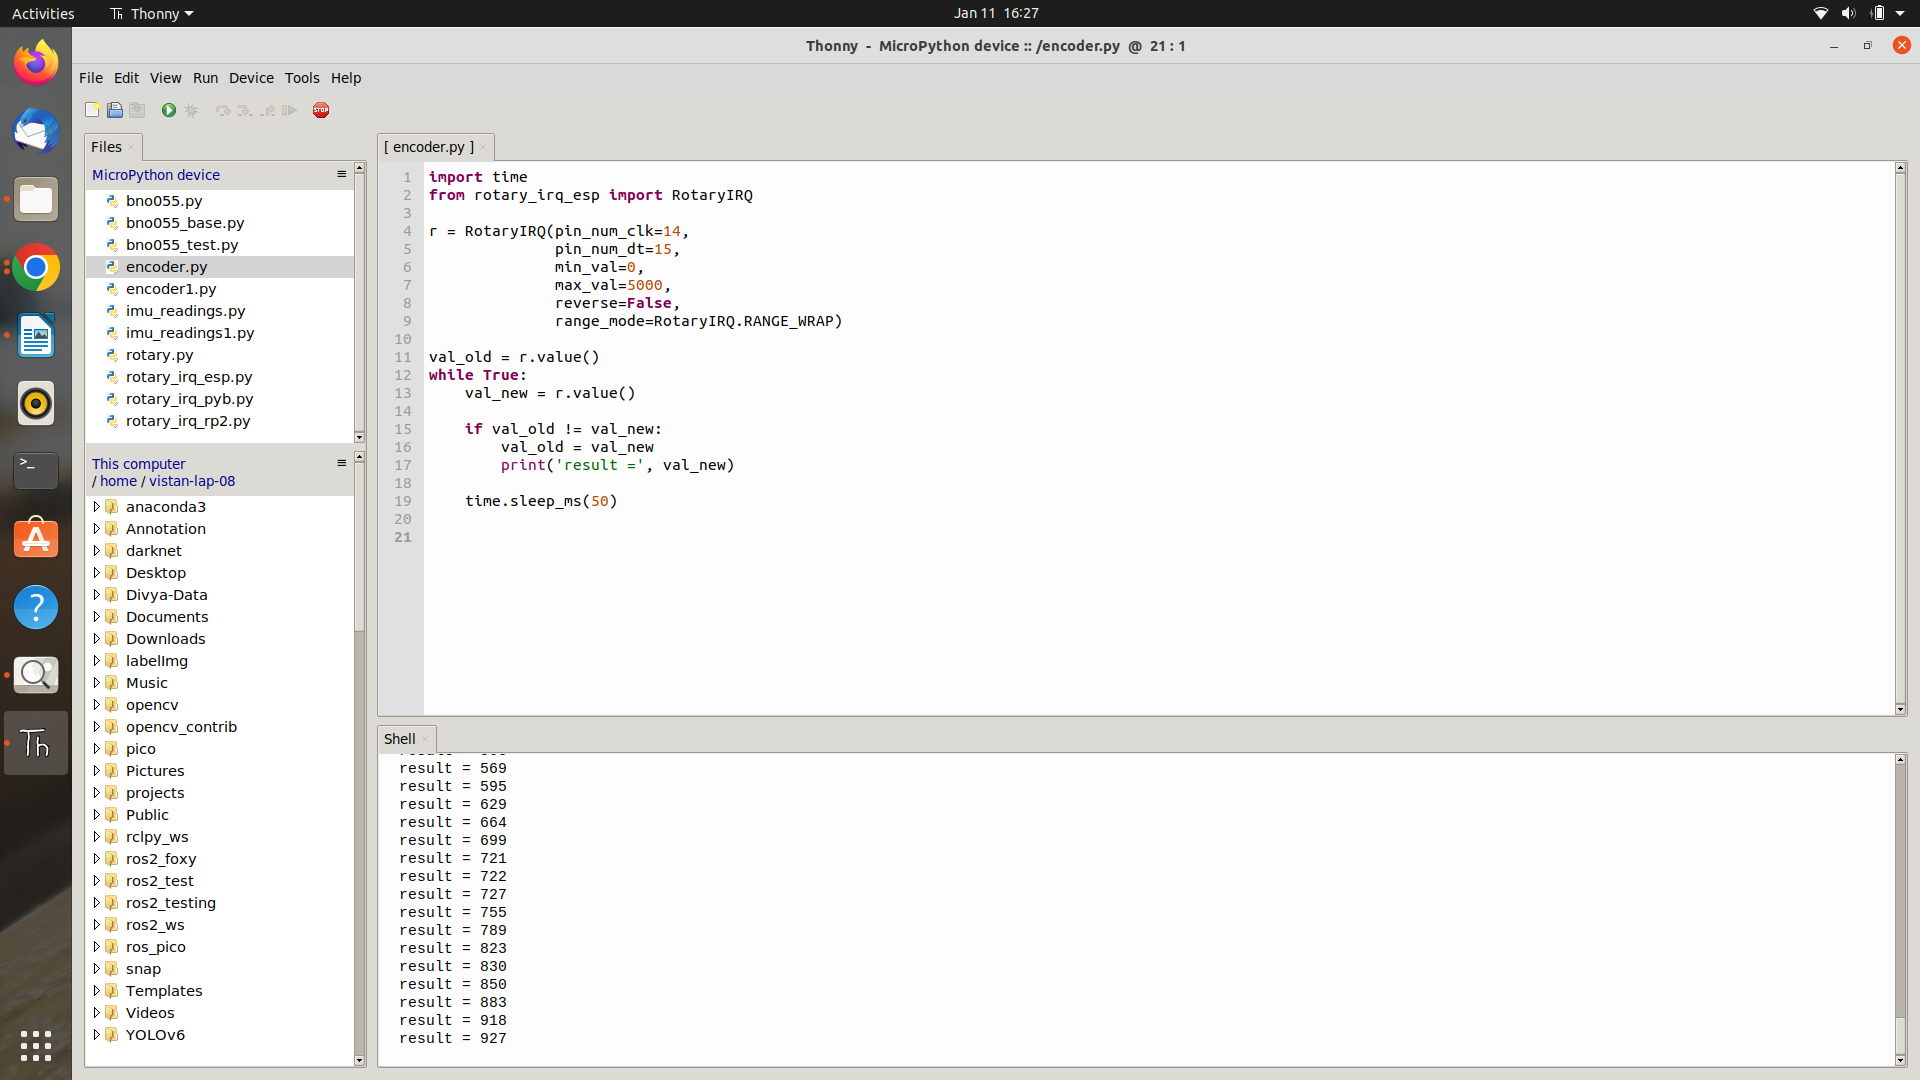 Activities
Thonny
Jan 11 16:27
Thonny - MicroPython device :: /encoder.py @ 21 : 1
File Edit View Run Device Tools Help
STOP
Files
MicroPython device
bno055.py
bno055_base.py
bno055_test.py
encoder.py
encoder1.py
imu_readings.py
imu_readings1.py
rotary.py
rotary_irq_esp.py
rotary_irq_pyb.py
rotary_irq_rp2.py
This computer
/ home / vistan-lap-08
anaconda3
Annotation
darknet
Desktop
Divya-Data
Documents
Downloads
labelImg
Music
opencv
opencv_contrib
pico
Pictures
projects
Public
rclpy_ws
ros2_foxy
ros2_test
ros2_testing
ros2_ws
ros_pico
snap
Templates
Videos
YOLOv6
[ encoder.py ]
1 import time
2 from rotary_irq_esp import RotaryIRQ
3
4 r = RotaryIRQ(pin_num_clk=14,
5 pin_num_dt=15,
6 min_val=0,
7 max_val=5000,
8 reverse=False,
9 range_mode=RotaryIRQ.RANGE_WRAP)
10
11 val_old = r.value()
12 while True:
13 val_new = r.value()
14
15 if val_old != val_new:
16 val_old = val_new
17 print('result =', val_new)
18
19 time.sleep_ms(50)
20
21
Shell
result = 569
result = 595
result = 629
result = 664
result = 699
result = 721
result = 722
result = 727
result = 755
result = 789
result = 823
result = 830
result = 850
result = 883
result = 918
result = 927
Th